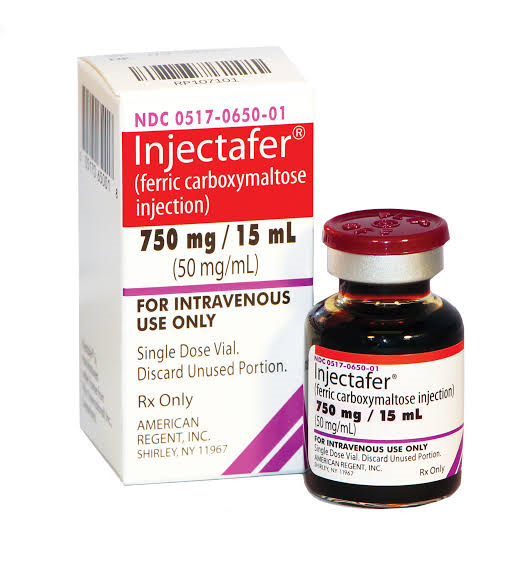 RP107101
NDC 0517-0650-01
Injectafer®
(ferric carboxymaltose
injection)
750 mg / 15 mL
(50 mg/mL)
FOR INTRAVENOUS
USE ONLY
Single Dose Vial.
Discard Unused Portion.
Rx Only
AMERICAN
REGENT, INC.
SHIRLEY, NY 11967
NDC 0517-0650-01
Injectafer®
(ferric carboxymaltose injection)
750 mg / 15 mL
(50 mg/mL)
FOR INTRAVENOUS USE ONLY
Single Dose Vial.
Discard Unused Portion.
AMERICAN REGENT, INC.
SHIRLEY, NY 11967
Rx Only